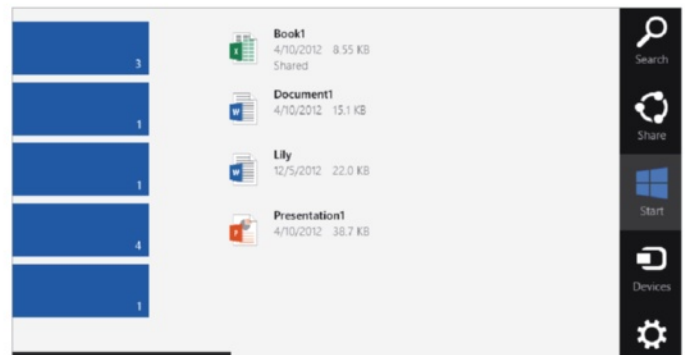 3
1
1
4
1
Book1
4/10/2012 8.55 KB
Shared
Document1
4/10/2012 15.1 KB
Lily
12/5/2012 22.0 KB
Presentation1
4/10/2012 38.7 KB
Search
Share
Start
Devices